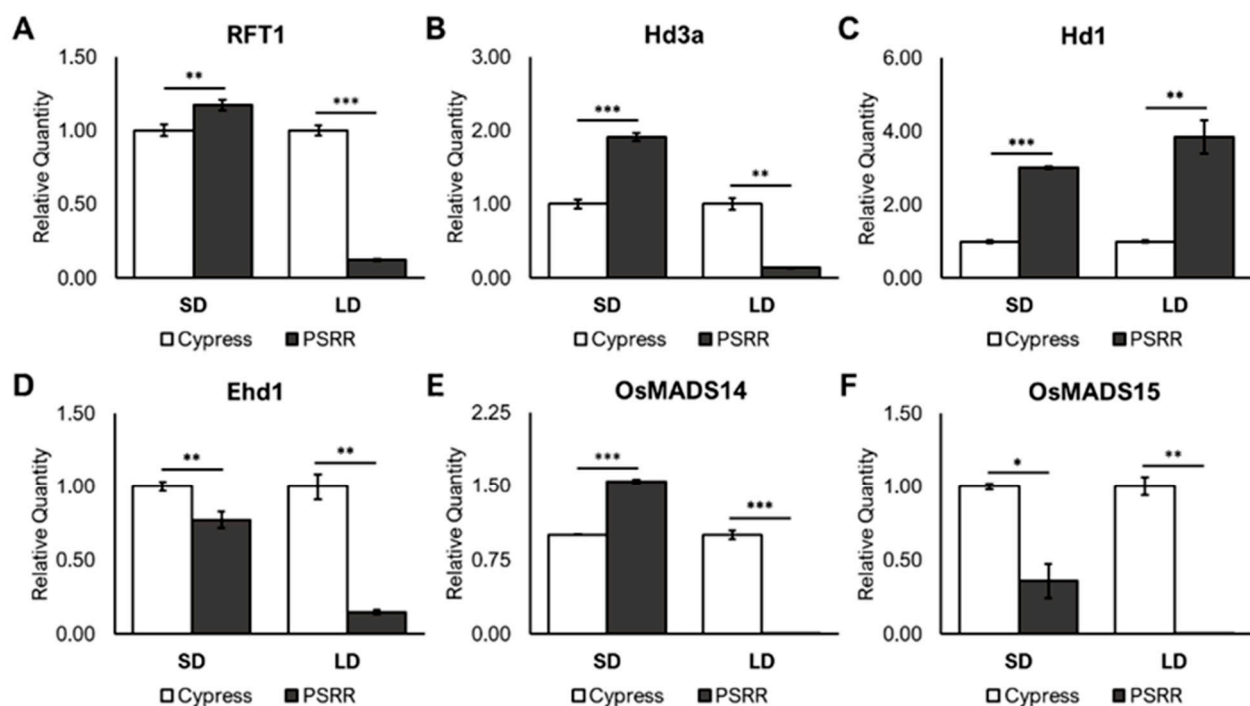 A
RFT1
Relative Quantity
1.50
1.00
0.50
0.00
**
***
SD
LD
Cypress
PSRR
B
Hd3a
Relative Quantity
3.00
2.00
1.00
0.00
***
**
SD
LD
Cypress
PSRR
C
Hd1
Relative Quantity
6.00
4.00
2.00
0.00
***
**
SD
LD
Cypress
PSRR
D
Ehd1
Relative Quantity
1.50
1.00
0.50
0.00
**
**
SD
LD
Cypress
PSRR
E
OsMADS14
Relative Quantity
2.25
1.50
0.75
0.00
***
***
SD
LD
Cypress
PSRR
F
OsMADS15
Relative Quantity
1.50
1.00
0.50
0.00
*
**
SD
LD
Cypress
PSRR